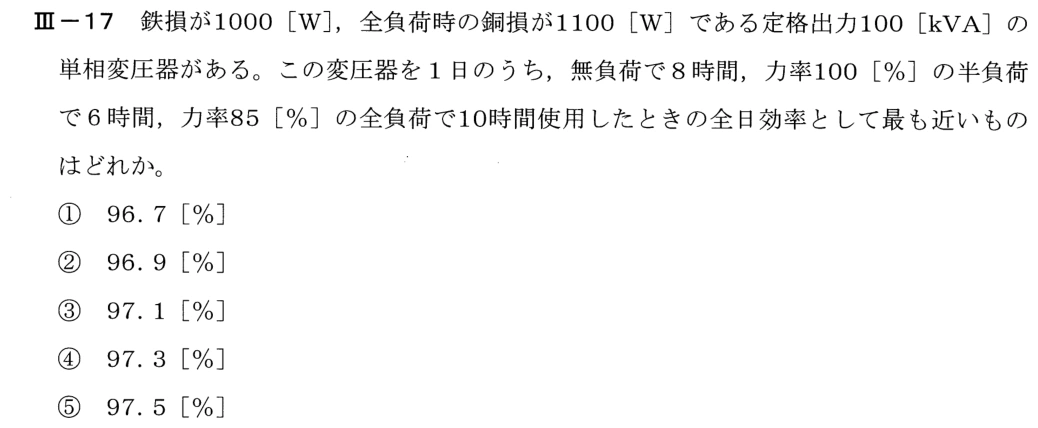 Ⅲ－17　鉄損が1000［W］，全負荷時の銅損が1100［W］である定格出力100［kVA］の
単相変圧器がある。この変圧器を１日のうち，無負荷で８時間，力率100［%］の半負荷
で６時間，力率85［%］の全負荷で10時間使用したときの全日効率として最も近いもの
はどれか。
①　96. 7［%］
②　96. 9［%］
③　97. 1［%］
④　97. 3［%］
⑤　97. 5［%］